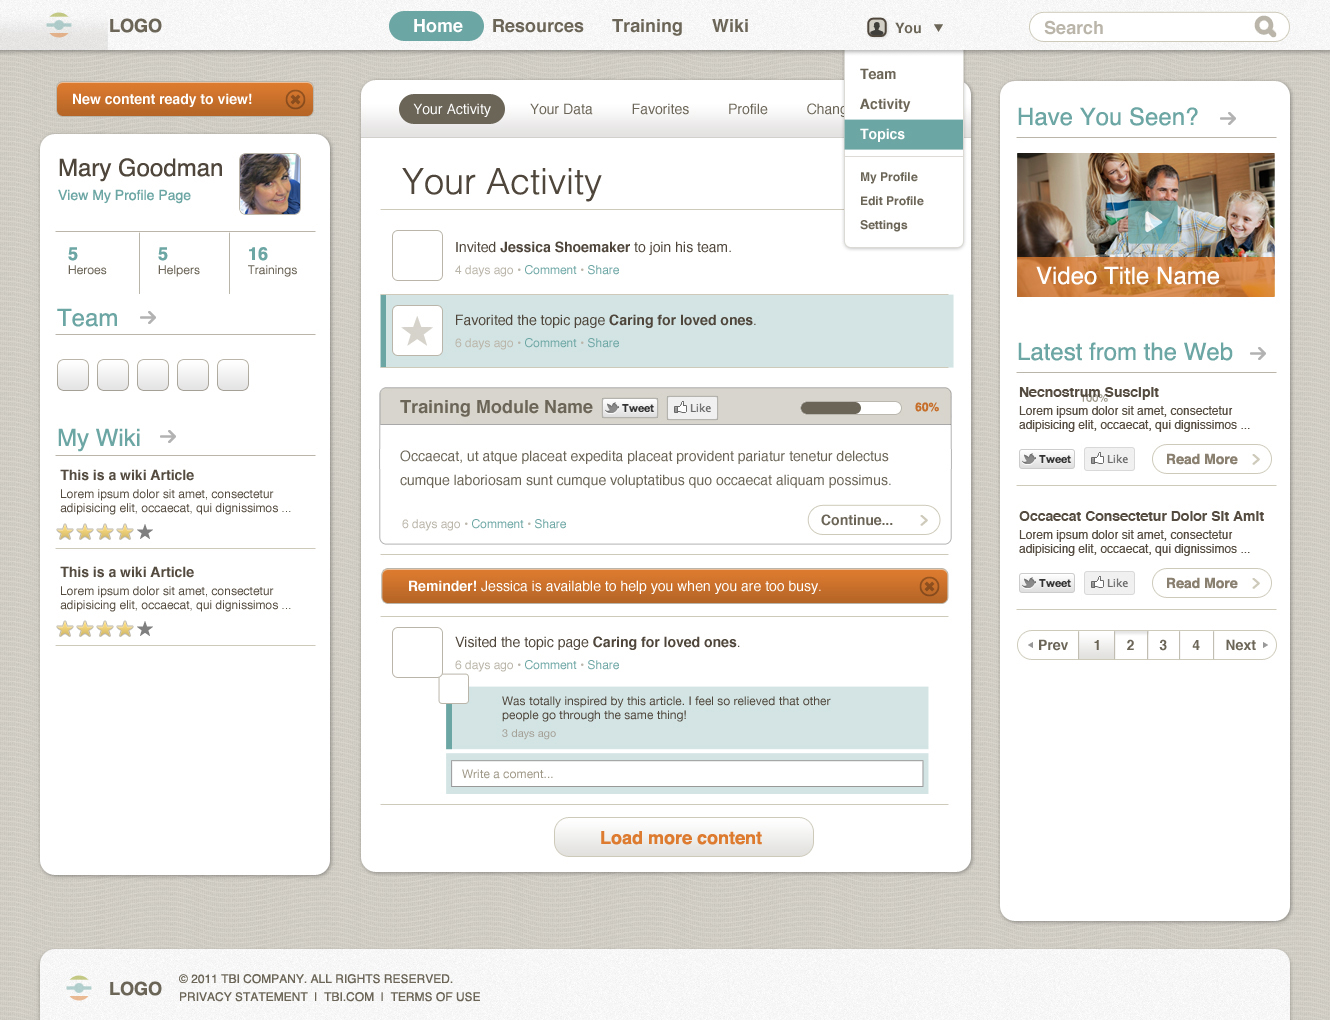 LOGO
Home
Resources
Training
Wiki
You
Search
Team
Activity
Topics
My Profile
Edit Profile
Settings
New content ready to view!
Mary Goodman
View My Profile Page
5
Heroes
5
Helpers
16
Trainings
Team
My Wiki
This is a wiki Article
Lorem ipsum dolor sit amet, consectetur
adipisicing elit, occaecat, qui dignissimos ...
This is a wiki Article
Lorem ipsum dolor sit amet, consectetur
adipisicing elit, occaecat, qui dignissimos ...
Your Activity
Your Data
Favorites
Profile
Chang
Your Activity
Invited Jessica Shoemaker to join his team.
4 days ago • Comment • Share
Favorited the topic page Caring for loved ones.
6 days ago • Comment • Share
Training Module Name
Tweet
Like
60%
Occaecat, ut atque placeat expedita placeat provident pariatur tenetur delectus
cumque laboriosam sunt cumque voluptatibus quo occaecat aliquam possimus.
6 days ago • Comment • Share
Continue...
Reminder! Jessica is available to help you when you are too busy.
Visited the topic page Caring for loved ones.
6 days ago • Comment • Share
Was totally inspired by this article. I feel so relieved that other
people go through the same thing!
3 days ago
Write a coment...
Load more content
Have You Seen?
Video Title Name
Latest from the Web
Necnostrum Suscipit
100%
Lorem ipsum dolor sit amet, consectetur
adipisicing elit, occaecat, qui dignissimos ...
Tweet
Like
Read More
Occaecat Consectetur Dolor Sit Amit
Lorem ipsum dolor sit amet, consectetur
adipisicing elit, occaecat, qui dignissimos ...
Tweet
Like
Read More
Prev
1
2
3
4
Next
LOGO
© 2011 TBI COMPANY. ALL RIGHTS RESERVED.
PRIVACY STATEMENT | TBI.COM | TERMS OF USE